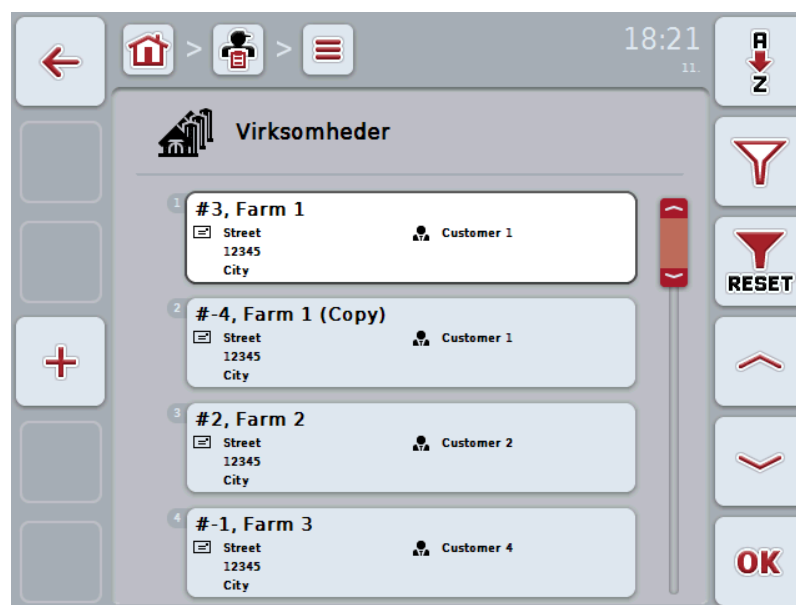 18:21
11.
A
Z
Virksomheder
1
#3, Farm 1
Street
Customer 1
12345
City
RESET
2
#-4, Farm 1 (Copy)
Street
Customer 1
12345
City
3
#2, Farm 2
Street
Customer 2
12345
City
4
#-1, Farm 3
Street
Customer 4
12345
City
OK